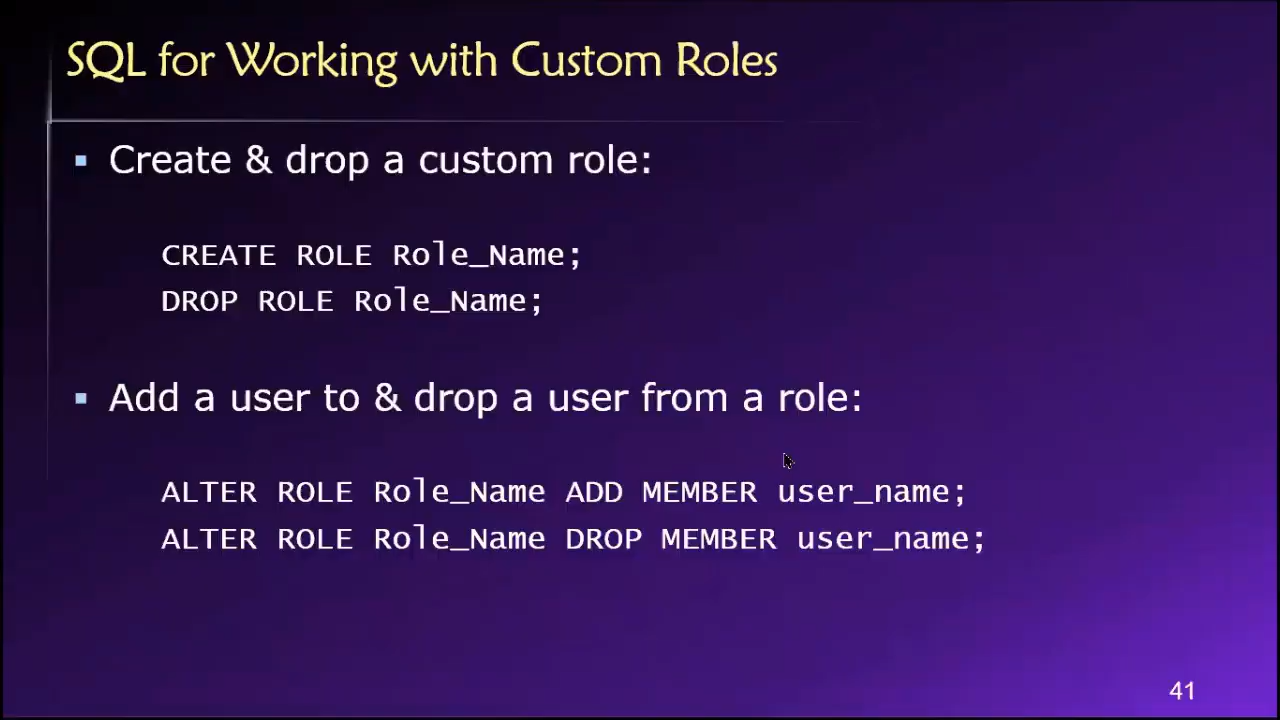 SQL for Working with Custom Roles
▪ Create & drop a custom role:
CREATE ROLE Role_Name;
DROP ROLE Role_Name;
▪ Add a user to & drop a user from a role:
ALTER ROLE Role_Name ADD MEMBER user_name;
ALTER ROLE Role_Name DROP MEMBER user_name;
41